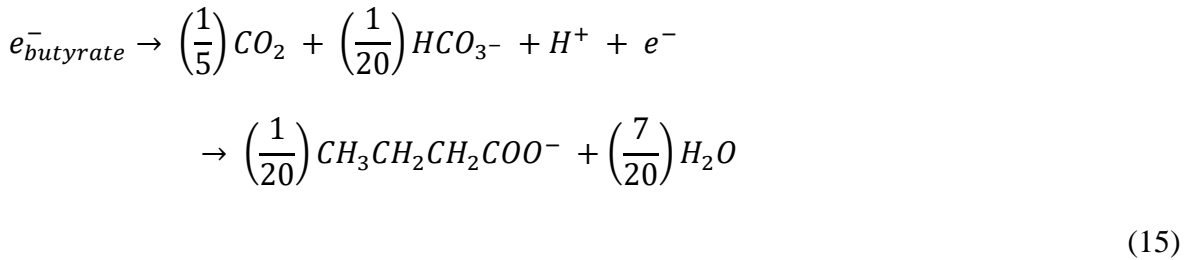 e⁻_butyrate → (1/5) CO₂ + (1/20) HCO₃₋ + H⁺ + e⁻
→ (1/20) CH₃CH₂CH₂COO⁻ + (7/20) H₂O
(15)